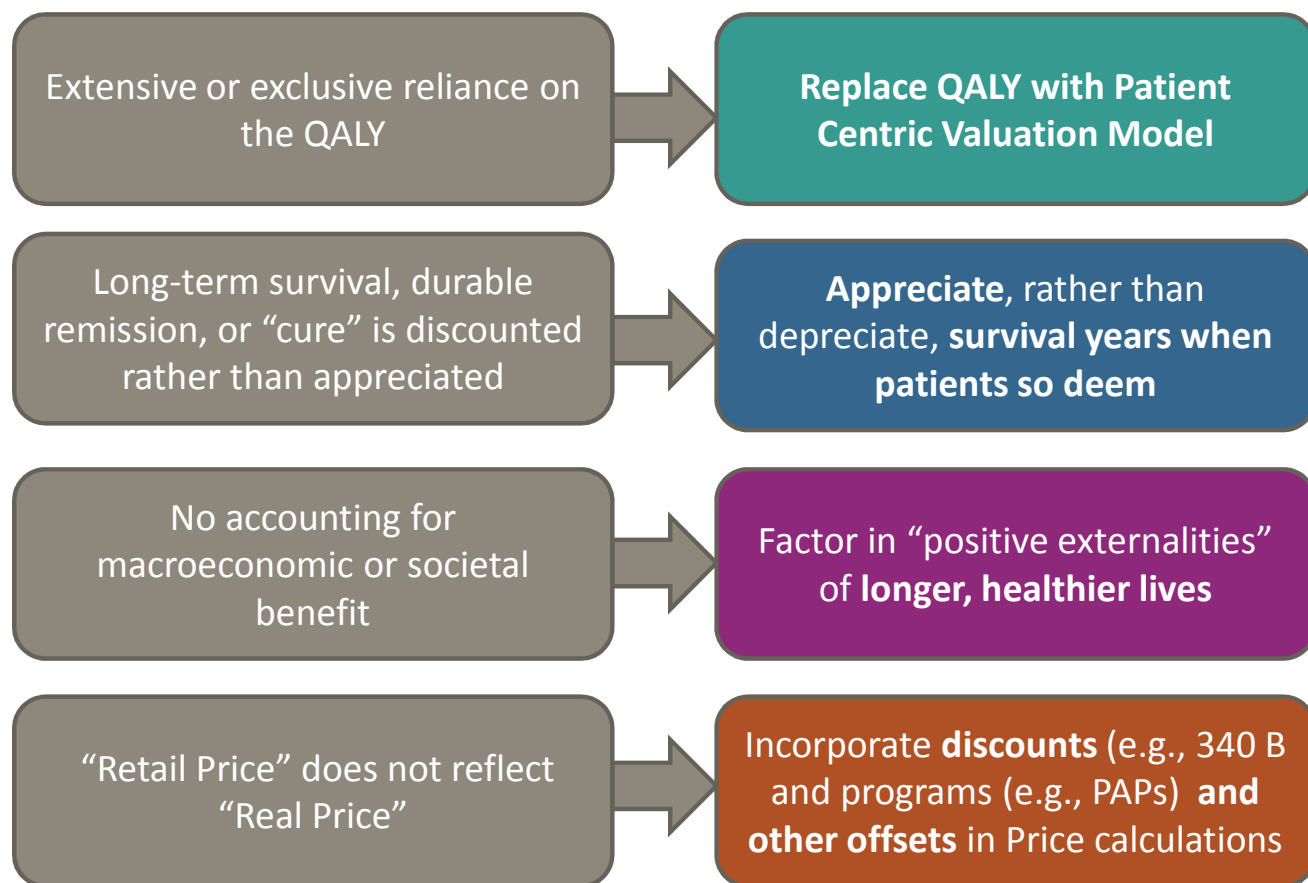 Extensive or exclusive reliance on
the QALY
Replace QALY with Patient
Centric Valuation Model
Long-term survival, durable
remission, or “cure” is discounted
rather than appreciated
Appreciate, rather than
depreciate, survival years when
patients so deem
No accounting for
macroeconomic or societal
benefit
Factor in “positive externalities”
of longer, healthier lives
“Retail Price” does not reflect
“Real Price”
Incorporate discounts (e.g., 340 B
and programs (e.g., PAPs) and
other offsets in Price calculations